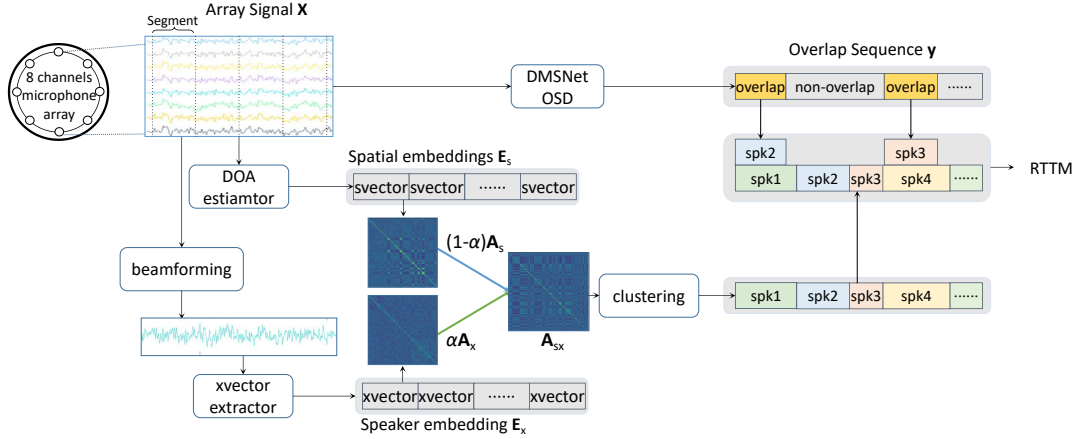 Array Signal X
Segment
8 channels
microphone
array
DMSNet
OSD
Overlap Sequence y
overlap non-overlap overlap ······
spk2 spk3
spk1 spk2 spk3 spk4 ······
RTTM
DOA
estiamtor
Spatial embeddings Es
svector svector ······ svector
(1-α)As
beamforming
αAx
Asx
clustering
spk1 spk2 spk3 spk4 ······
xvector
extractor
xvector xvector ······ xvector
Speaker embedding Ex